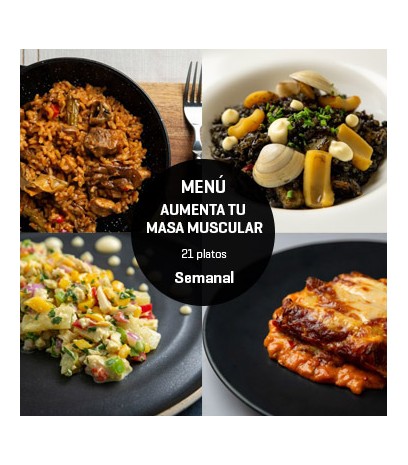 MENÚ
AUMENTA TU
MASA MUSCULAR
21 platos
Semanal